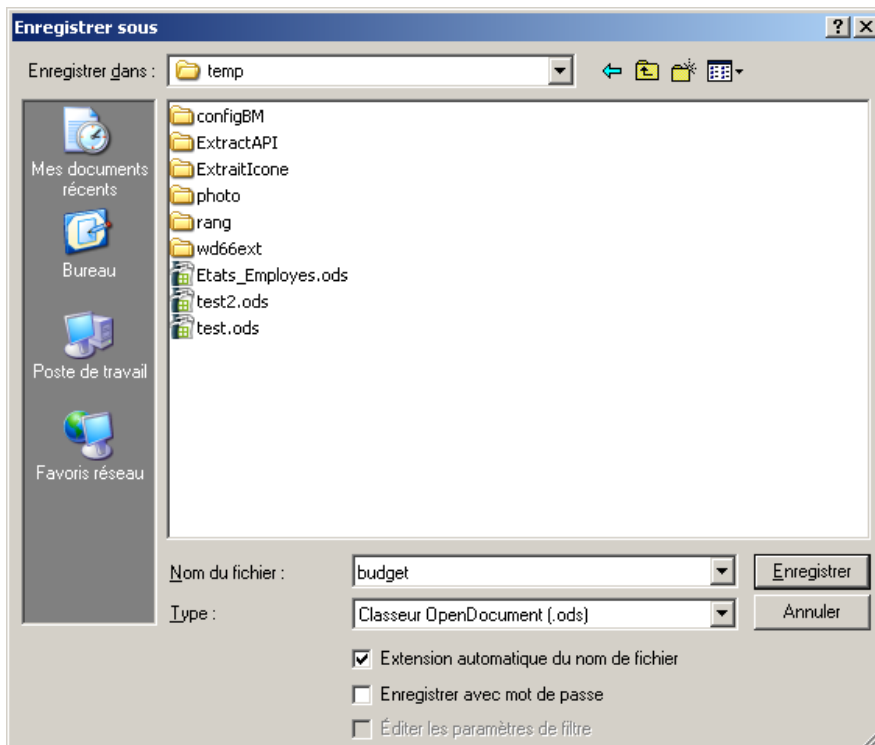 Enregistrer sous
Enregistrer dans :
temp
Mes documents
récents
Bureau
Poste de travail
Favoris réseau
configBM
ExtractAPI
ExtraitIcone
photo
rang
wd66ext
Etats_Employes.ods
test2.ods
test.ods
Nom du fichier :
budget
Enregistrer
Type :
Classeur OpenDocument (.ods)
Annuler
Extension automatique du nom de fichier
Enregistrer avec mot de passe
Éditer les paramètres de filtre